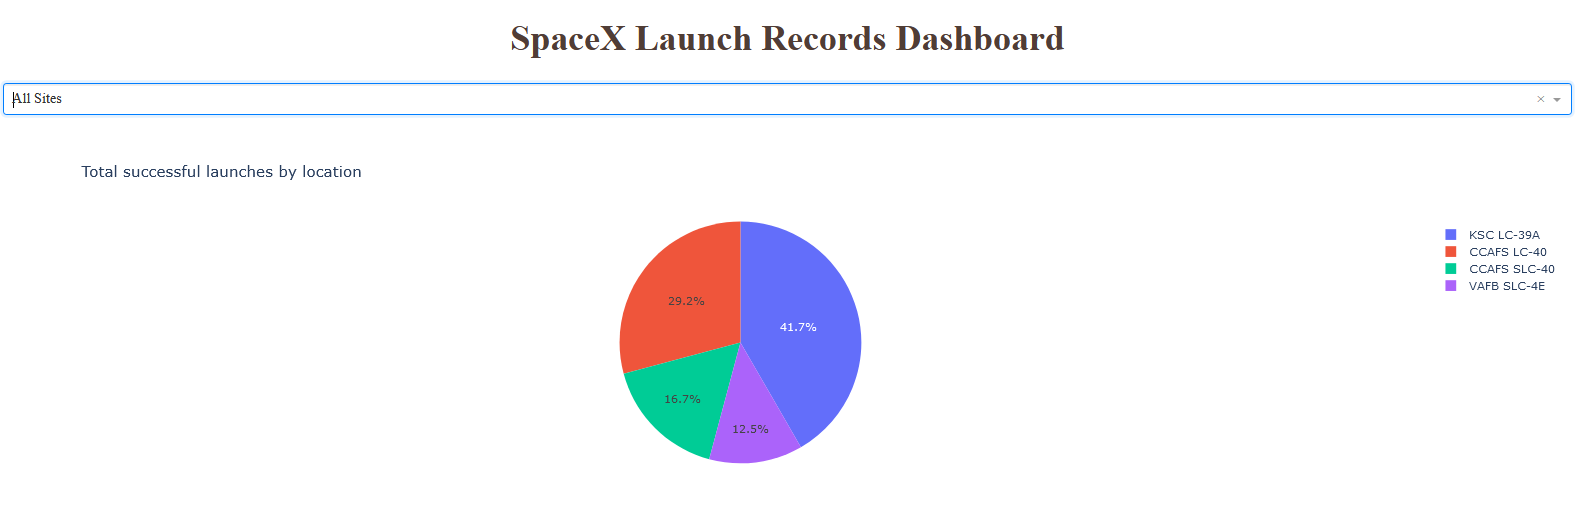 SpaceX Launch Records Dashboard
All Sites
Total successful launches by location
KSC LC-39A
CCAFS LC-40
CCAFS SLC-40
VAFB SLC-4E
29.2%
41.7%
16.7%
12.5%